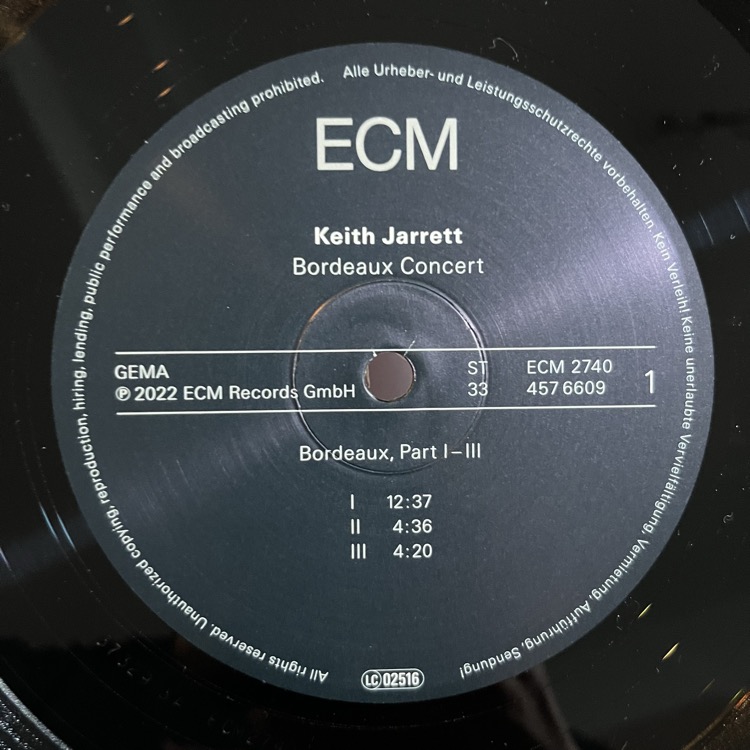 Unauthorized copying, reproduction, hiring, lending, public performance and broadcasting prohibited.
Alle Urheber- und Leistungsschutzrechte vorbehalten. Kein Verleih! Keine unerlaubte Vervielfältigung, Vermietung, Aufführung, Sendung!
ECM
Keith Jarrett
Bordeaux Concert
GEMA ST ECM 2740
℗ 2022 ECM Records GmbH 33 457 6609
1
Bordeaux, Part I–III
I 12:37
II 4:36
III 4:20
LC 02516
All rights reserved.